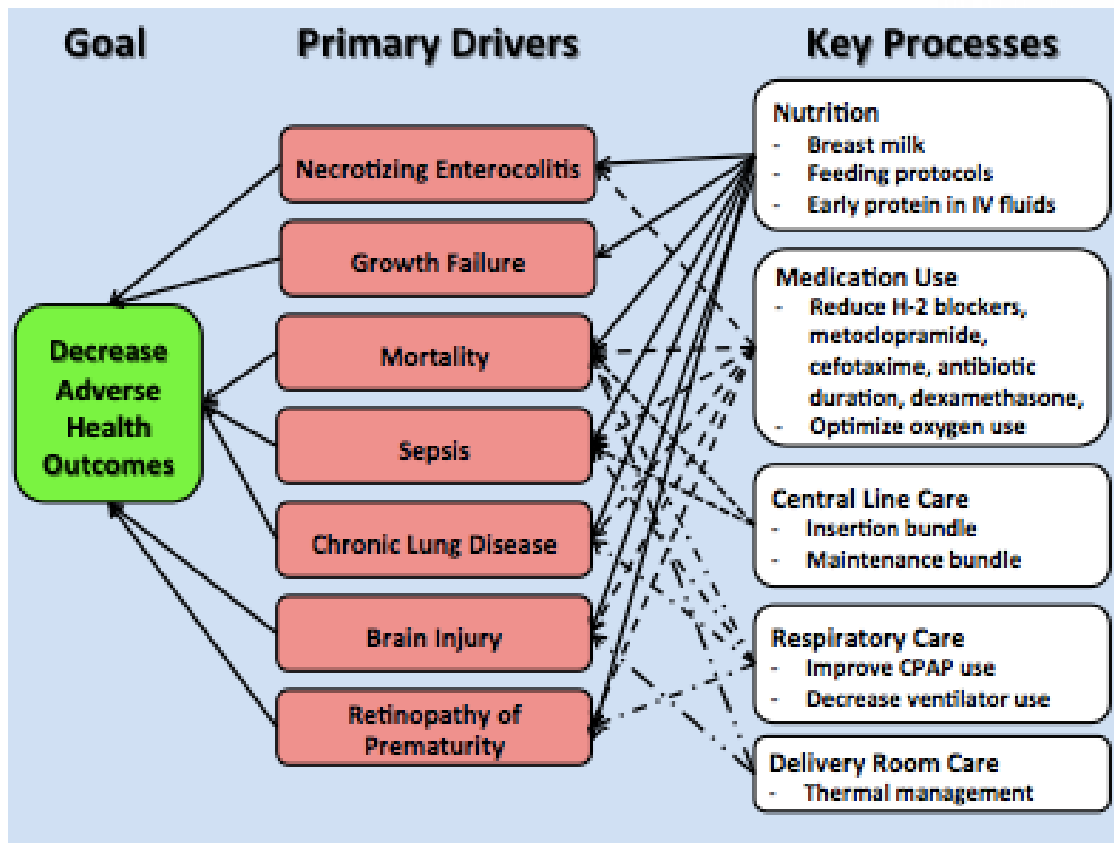 Goal
Primary Drivers
Key Processes
Decrease
Adverse
Health
Outcomes
Necrotizing Enterocolitis
Growth Failure
Mortality
Sepsis
Chronic Lung Disease
Brain Injury
Retinopathy of
Prematurity
Nutrition
- Breast milk
- Feeding protocols
- Early protein in IV fluids
Medication Use
- Reduce H-2 blockers,
metoclopramide,
cefotaxime, antibiotic
duration, dexamethasone,
- Optimize oxygen use
Central Line Care
- Insertion bundle
- Maintenance bundle
Respiratory Care
- Improve CPAP use
- Decrease ventilator use
Delivery Room Care
- Thermal management